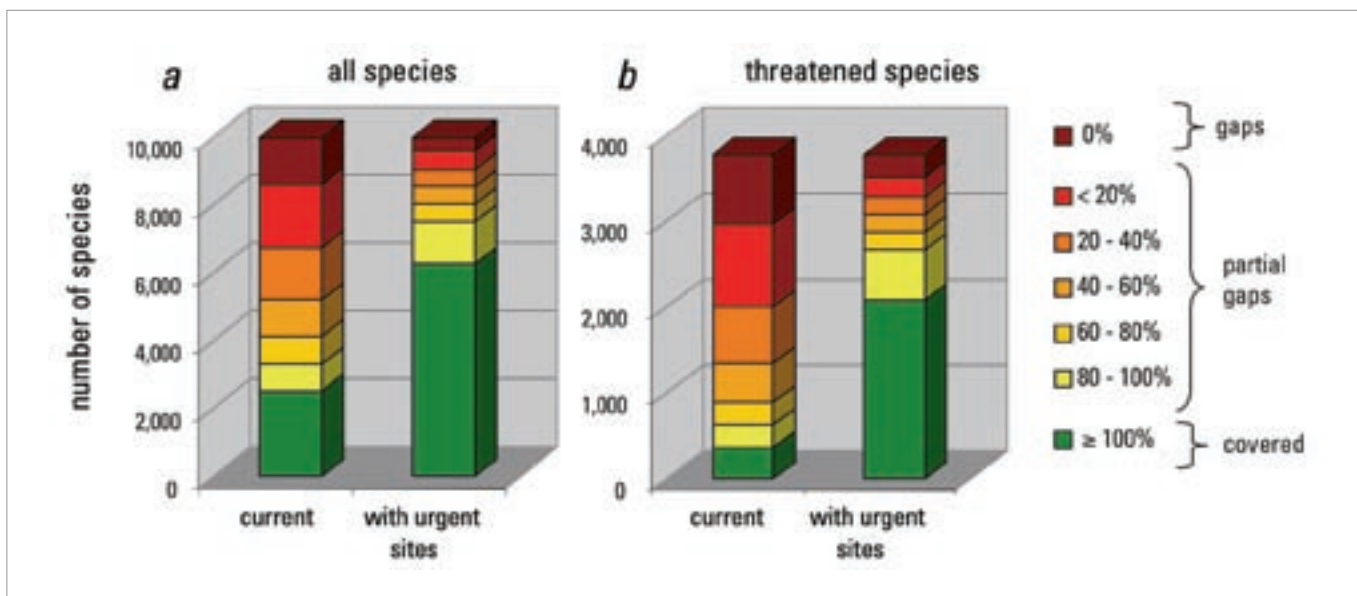 a
all species
number of species
10,000
8,000
6,000
4,000
2,000
0
current
with urgent
sites
b
threatened species
4,000
3,000
2,000
1,000
0
current
with urgent
sites
0%
gaps
< 20%
20 - 40%
40 - 60%
60 - 80%
80 - 100%
partial
gaps
≥ 100%
covered